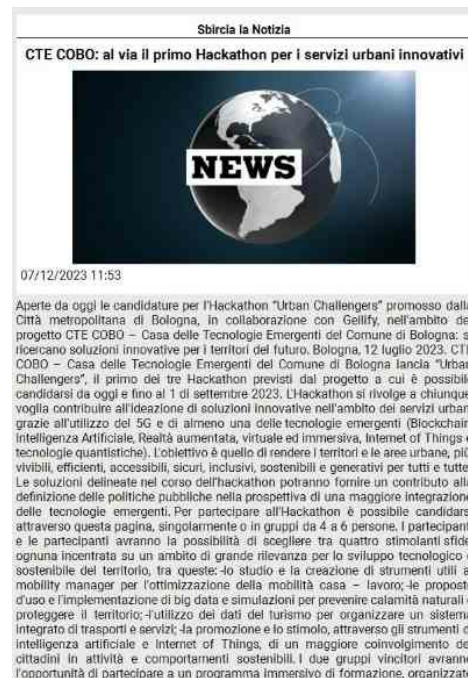 Sbircia la Notizia
CTE COBO: al via il primo Hackathon per i servizi urbani innovativi
NEWS
07/12/2023 11:53
Aperte da oggi le candidature per l'Hackathon "Urban Challengers" promosso dalla
Città metropolitana di Bologna, in collaborazione con Gellify, nell'ambito del
progetto CTE COBO – Casa delle Tecnologie Emergenti del Comune di Bologna: si
ricercano soluzioni innovative per i territori del futuro. Bologna, 12 luglio 2023. CTE
COBO – Casa delle Tecnologie Emergenti del Comune di Bologna lancia "Urban
Challengers", il primo dei tre Hackathon previsti dal progetto a cui è possibile
candidarsi da oggi e fino al 1 di settembre 2023. L'Hackathon si rivolge a chiunque
voglia contribuire all'ideazione di soluzioni innovative nell'ambito dei servizi urbani
grazie all'utilizzo del 5G e di almeno una delle tecnologie emergenti (Blockchain,
Intelligenza Artificiale, Realtà aumentata, virtuale ed immersiva, Internet of Things e
tecnologie quantistiche). L'obiettivo è quello di rendere i territori e le aree urbane, più
vivibili, efficienti, accessibili, sicuri, inclusivi, sostenibili e generativi per tutti e tutte.
Le soluzioni delineate nel corso dell'hackathon potranno fornire un contributo alla
definizione delle politiche pubbliche nella prospettiva di una maggiore integrazione
delle tecnologie emergenti. Per partecipare all'Hackathon è possibile candidarsi
attraverso questa pagina, singolarmente o in gruppi da 4 a 6 persone. I partecipanti
e le partecipanti avranno la possibilità di scegliere tra quattro stimolanti sfide
ognuna incentrata su un ambito di grande rilevanza per lo sviluppo tecnologico e
sostenibile del territorio, tra queste: -lo studio e la creazione di strumenti utili ai
mobility manager per l'ottimizzazione della mobilità casa – lavoro; -le proposte
d'uso e l'implementazione di big data e simulazioni per prevenire calamità naturali e
proteggere il territorio; -l'utilizzo dei dati del turismo per organizzare un sistema
integrato di trasporti e servizi; -la promozione e lo stimolo, attraverso gli strumenti di
intelligenza artificiale e Internet of Things, di un maggiore coinvolgimento dei
cittadini in attività e comportamenti sostenibili. I due gruppi vincitori avranno
l'opportunità di partecipare a un programma immersivo di formazione, organizzato